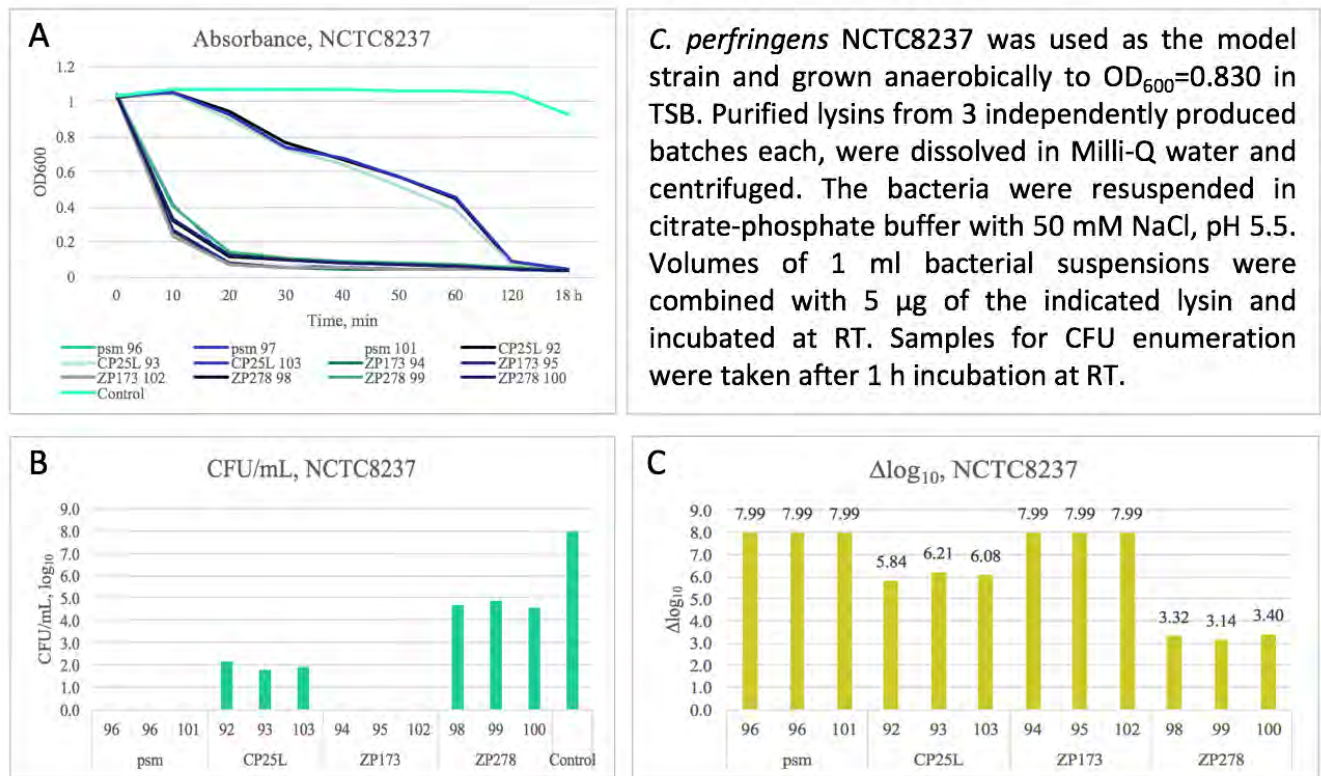 A
Absorbance, NCTC8237
1.2
1
0.8
0.6
0.4
0.2
0
OD600
0 10 20 30 40 50 60 120 18 h
Time, min
psm 96 psm 97 psm 101 CP25L 92
CP25L 93 CP25L 103 ZP173 94 ZP173 95
ZP173 102 ZP278 98 ZP278 99 ZP278 100
Control
C. perfringens NCTC8237 was used as the model
strain and grown anaerobically to OD600=0.830 in
TSB. Purified lysins from 3 independently produced
batches each, were dissolved in Milli-Q water and
centrifuged. The bacteria were resuspended in
citrate-phosphate buffer with 50 mM NaCl, pH 5.5.
Volumes of 1 ml bacterial suspensions were
combined with 5 µg of the indicated lysin and
incubated at RT. Samples for CFU enumeration
were taken after 1 h incubation at RT.
B
CFU/mL, NCTC8237
9.0
8.0
7.0
6.0
5.0
4.0
3.0
2.0
1.0
0.0
CFU/mL, log10
96 96 101 92 93 103 94 95 102 98 99 100
psm CP25L ZP173 ZP278 Control
C
Δlog10, NCTC8237
9.0
8.0
7.0
6.0
5.0
4.0
3.0
2.0
1.0
0.0
Δlog10
7.99 7.99 7.99 5.84 6.21 6.08 7.99 7.99 7.99 3.32 3.14 3.40
96 96 101 92 93 103 94 95 102 98 99 100
psm CP25L ZP173 ZP278